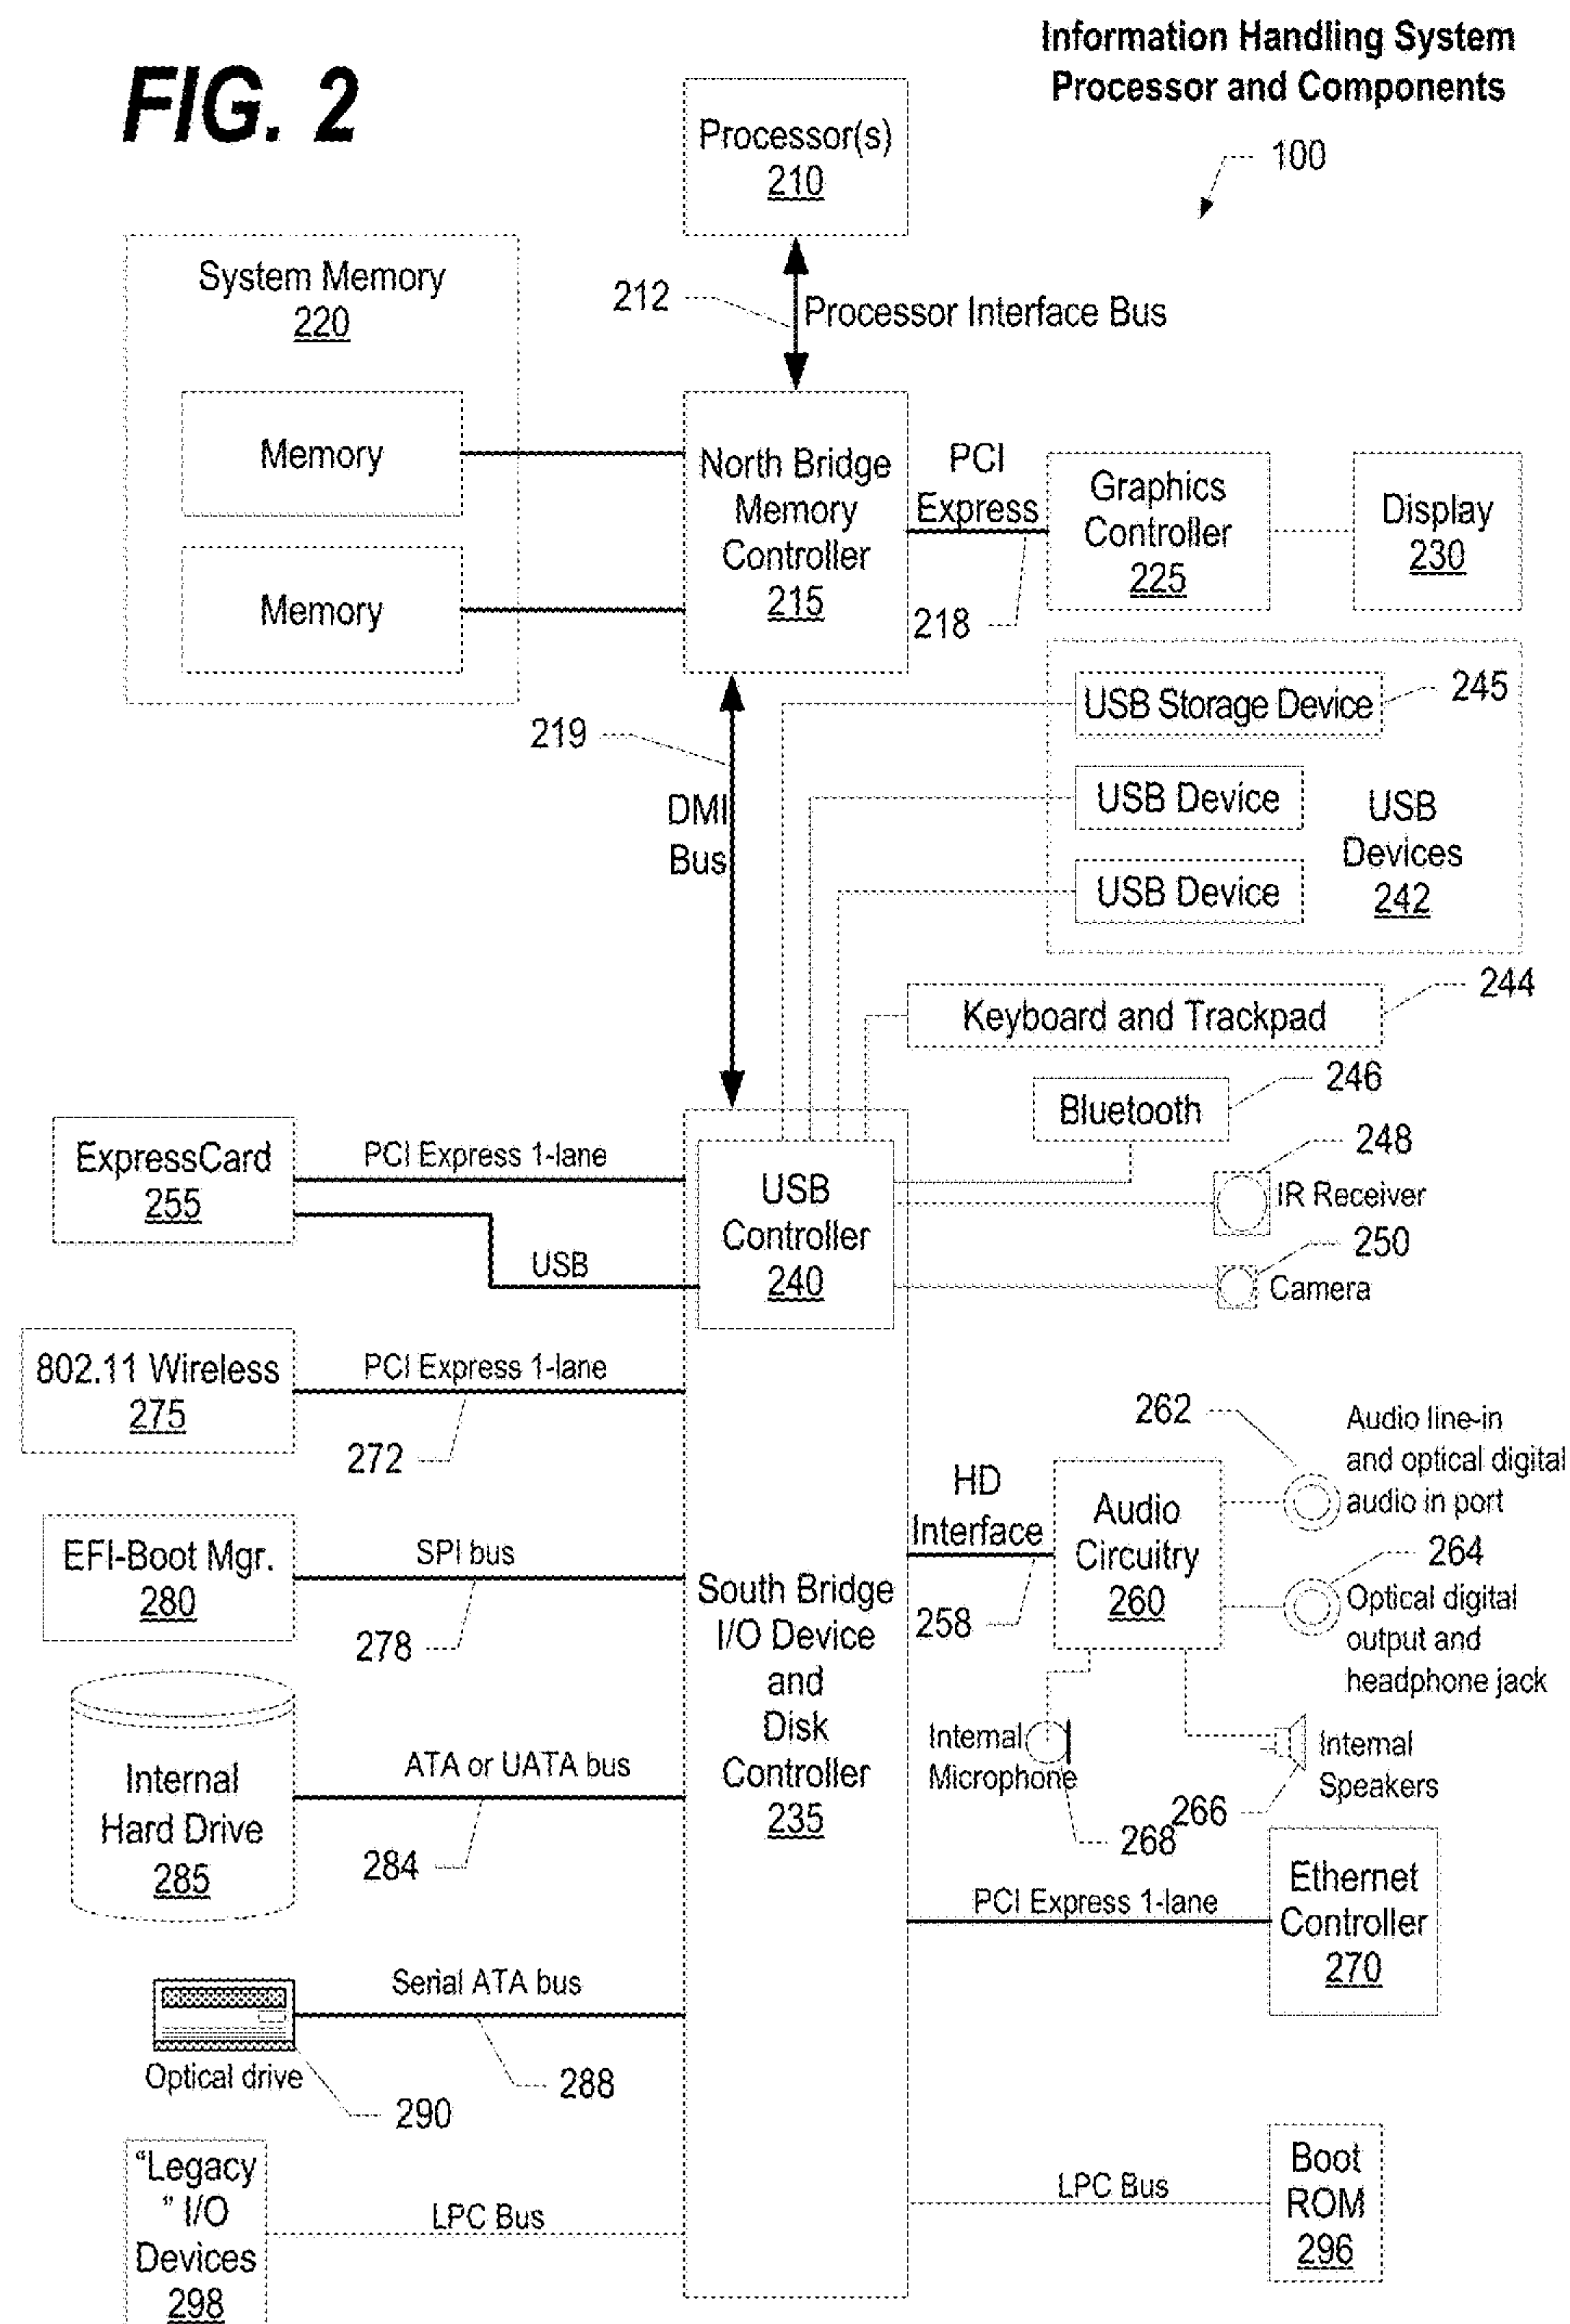 FIG. 2
Information Handling System
Processor and Components
100
Processor(s)
210
System Memory
220
212
Processor Interface Bus
Memory
Memory
North Bridge
Memory
Controller
215
PCI
Express
218
Graphics
Controller
225
Display
230
219
DMI
Bus
USB Storage Device
245
USB Device
USB Device
USB
Devices
242
Keyboard and Trackpad
244
Bluetooth
246
248
IR Receiver
250
Camera
ExpressCard
255
PCI Express 1-lane
USB
USB
Controller
240
802.11 Wireless
275
PCI Express 1-lane
272
EFI-Boot Mgr.
280
SPI bus
278
South Bridge
I/O Device
and
Disk
Controller
235
HD
Interface
258
Audio
Circuitry
260
262
Audio line-in
and optical digital
audio in port
264
Optical digital
output and
headphone jack
Internal
Microphone
268
266
Internal
Speakers
Internal
Hard Drive
285
ATA or UATA bus
284
PCI Express 1-lane
Ethernet
Controller
270
Serial ATA bus
288
Optical drive
290
“Legacy
” I/O
Devices
298
LPC Bus
LPC Bus
Boot
ROM
296